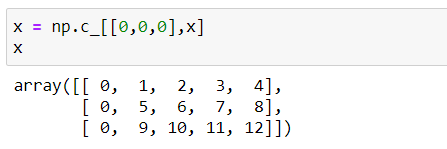 x = np.c_[[0,0,0],x]
x
array([[ 0,  1,  2,  3,  4],
       [ 0,  5,  6,  7,  8],
       [ 0,  9, 10, 11, 12]])